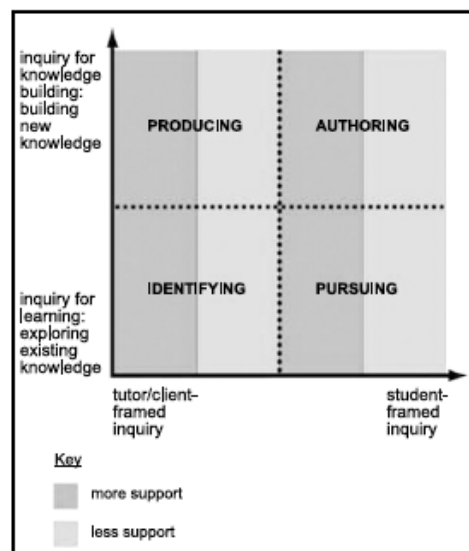 inquiry for
knowledge
building:
building
new
knowledge
PRODUCING
AUTHORING
IDENTIFYING
PURSUING
inquiry for
learning:
exploring
existing
knowledge
tutor/client-
framed
inquiry
student-
framed
inquiry
Key
more support
less support